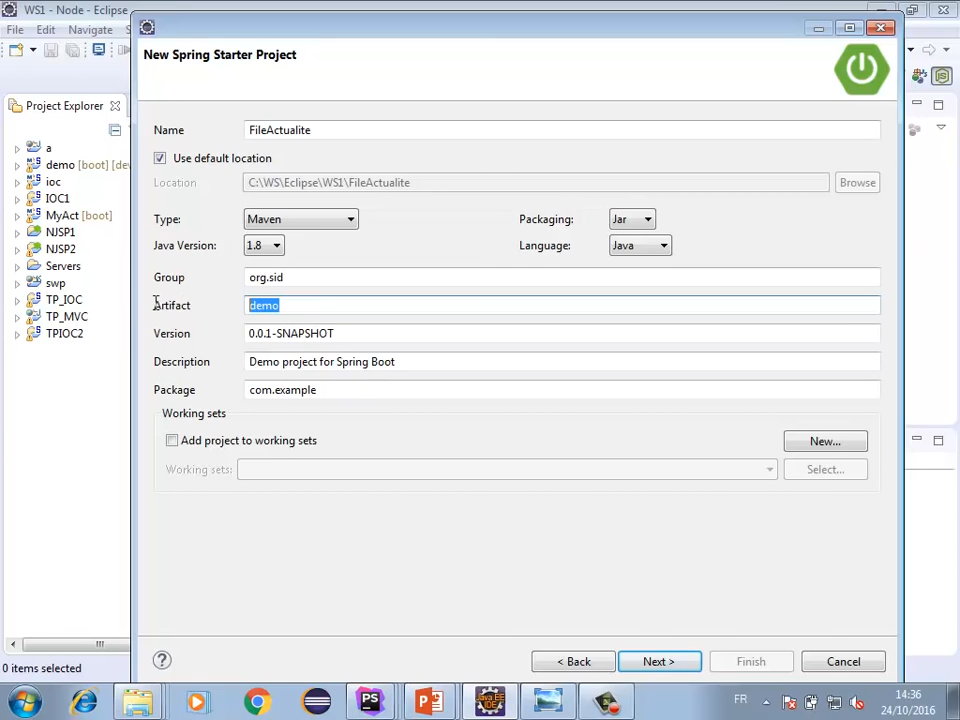 WS1 - Node - Eclipse
File Edit Navigate
New Spring Starter Project
Project Explorer
a
demo [boot]
ioc
IOC1
MyAct [boot]
NJSP1
NJSP2
Servers
swp
TP_IOC
TP_MVC
TPIOC2
Name FileActualite
Use default location
Location C:\WS\Eclipse\WS1\FileActualite Browse
Type: Maven Packaging: Jar
Java Version: 1.8 Language: Java
Group org.sid
Artifact demo
Version 0.0.1-SNAPSHOT
Description Demo project for Spring Boot
Package com.example
Working sets
Add project to working sets New...
Working sets: Select...
< Back Next > Finish Cancel
0 items selected
PS
Java EE
IDE
FR
14:36
24/10/2016